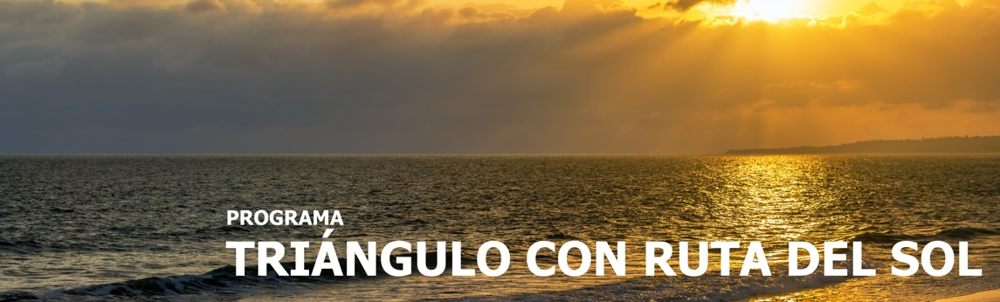 PROGRAMA
TRIÁNGULO CON RUTA DEL SOL